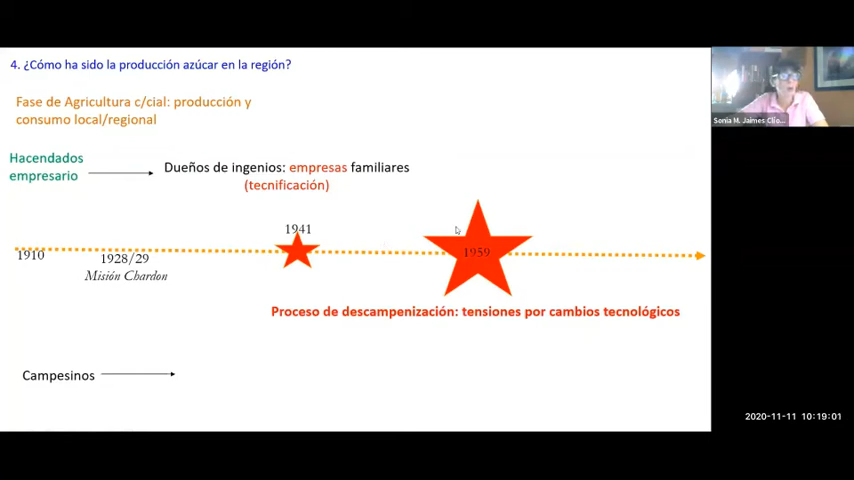 4. ¿Cómo ha sido la producción azúcar en la región?
Fase de Agricultura c/cial: producción y
consumo local/regional
Hacendados
empresario
Dueños de ingenios: empresas familiares
(tecnificación)
1941
1959
1910
1928/29
Misión Chardon
Proceso de descampenización: tensiones por cambios tecnológicos
Campesinos
Sonia M. Jaimes Clío...
2020-11-11 10:19:01